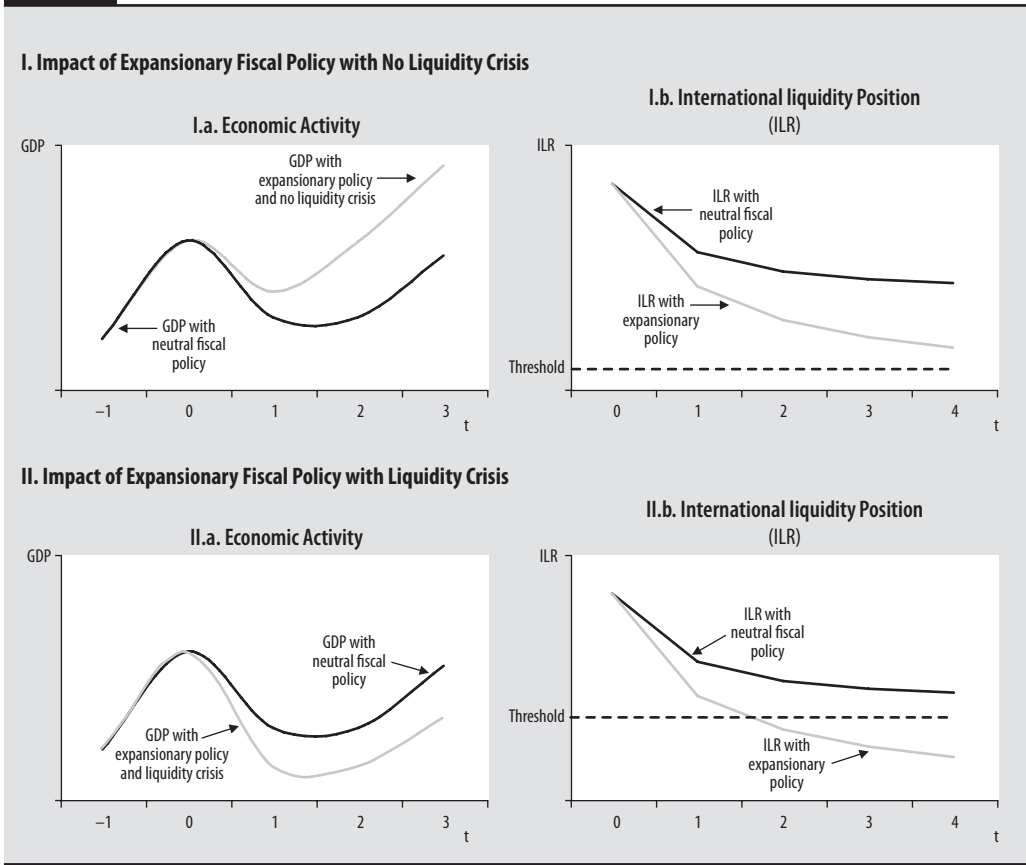 I. Impact of Expansionary Fiscal Policy with No Liquidity Crisis
I.a. Economic Activity
GDP
GDP with
expansionary policy
and no liquidity crisis
GDP with
neutral fiscal
policy
–1 0 1 2 3
t
I.b. International liquidity Position
(ILR)
ILR
ILR with
neutral fiscal
policy
ILR with
expansionary
policy
Threshold
0 1 2 3 4
t
II. Impact of Expansionary Fiscal Policy with Liquidity Crisis
II.a. Economic Activity
GDP
GDP with
neutral fiscal
policy
GDP with
expansionary policy
and liquidity crisis
–1 0 1 2 3
t
II.b. International liquidity Position
(ILR)
ILR
ILR with
neutral fiscal
policy
Threshold
ILR with
expansionary
policy
0 1 2 3 4
t